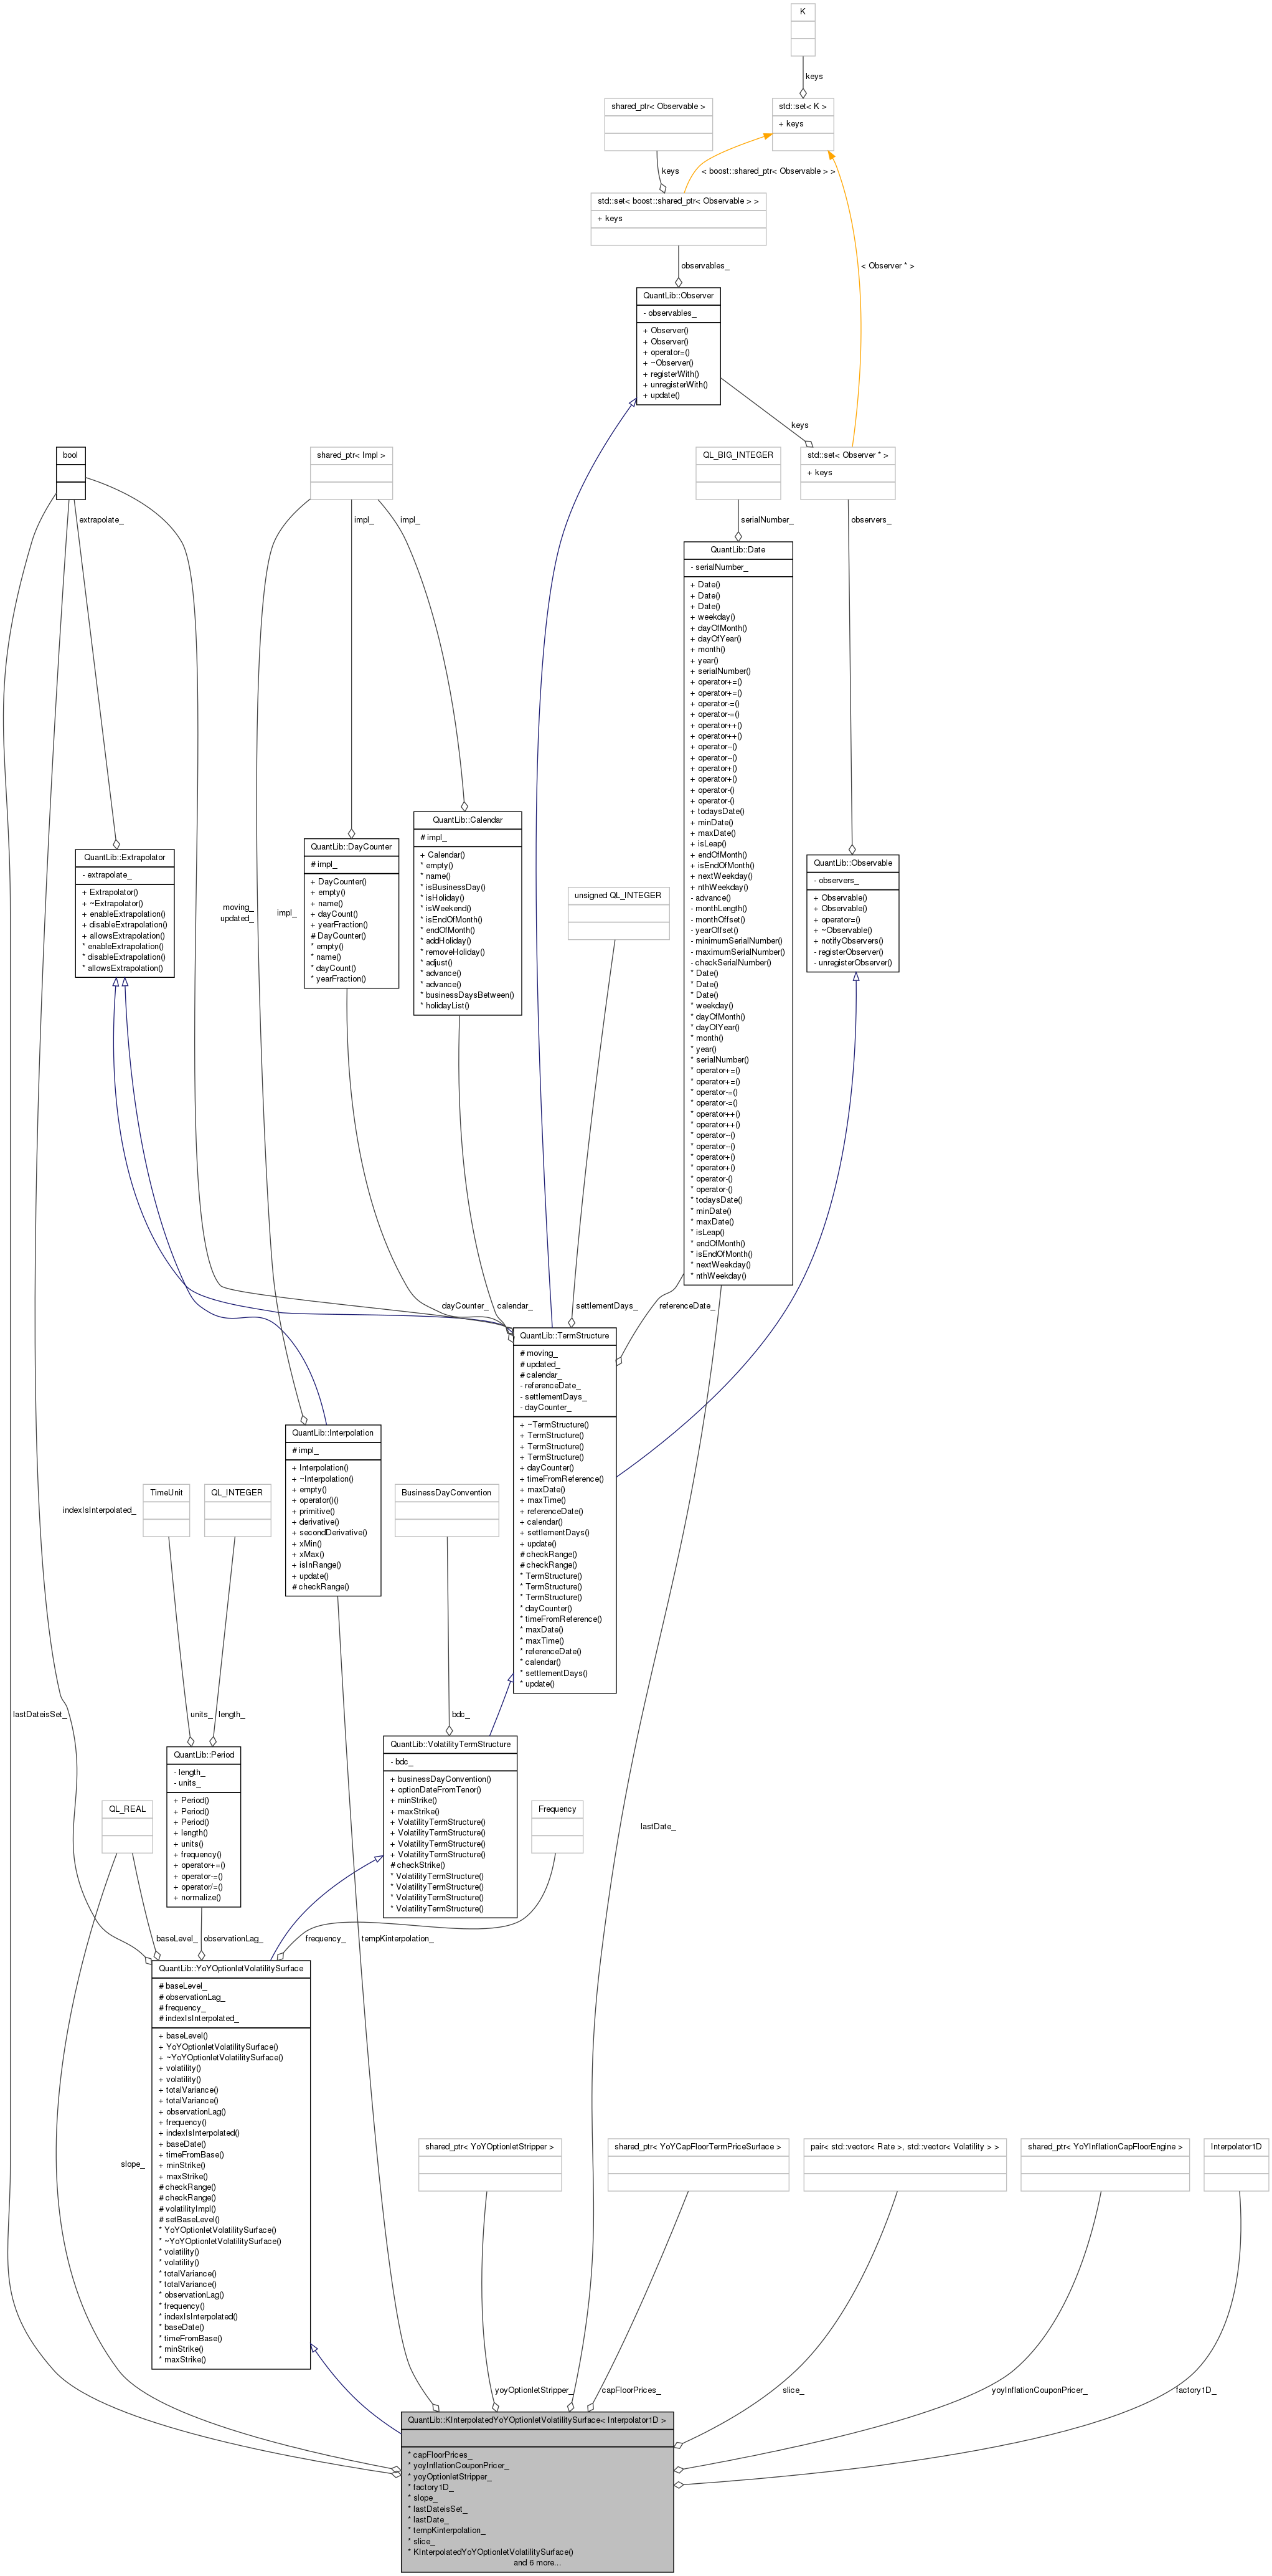 K
keys
shared_ptr< Observable >
std::set< K >
+ keys
keys
< boost::shared_ptr< Observable > >
std::set< boost::shared_ptr< Observable > >
+ keys
< Observer * >
observables_
QuantLib::Observer
- observables_
+ Observer()
+ Observer()
+ operator=()
+ ~Observer()
+ registerWith()
+ unregisterWith()
+ update()
keys
bool
shared_ptr< Impl >
QL_BIG_INTEGER
std::set< Observer * >
+ keys
extrapolate_
impl_
impl_
serialNumber_
observers_
QuantLib::Date
- serialNumber_
+ Date()
+ Date()
+ Date()
+ weekday()
+ dayOfMonth()
+ dayOfYear()
+ month()
+ year()
+ serialNumber()
+ operator+=()
+ operator+=()
+ operator-=()
+ operator-=()
+ operator++()
+ operator++()
+ operator--()
+ operator--()
+ operator+()
+ operator+()
+ operator-()
+ operator-()
+ todaysDate()
+ minDate()
+ maxDate()
+ isLeap()
+ endOfMonth()
+ isEndOfMonth()
+ nextWeekday()
+ nthWeekday()
- advance()
- monthLength()
- monthOffset()
- yearOffset()
- minimumSerialNumber()
- maximumSerialNumber()
- checkSerialNumber()
* Date()
* Date()
* Date()
* weekday()
* dayOfMonth()
* dayOfYear()
* month()
* year()
* serialNumber()
* operator+=()
* operator+=()
* operator-=()
* operator-=()
* operator++()
* operator++()
* operator--()
* operator--()
* operator+()
* operator+()
* operator-()
* operator-()
* todaysDate()
* minDate()
* maxDate()
* isLeap()
* endOfMonth()
* isEndOfMonth()
* nextWeekday()
* nthWeekday()
QuantLib::Calendar
# impl_
+ Calendar()
* empty()
* name()
* isBusinessDay()
* isHoliday()
* isWeekend()
* isEndOfMonth()
* endOfMonth()
* addHoliday()
* removeHoliday()
* adjust()
* advance()
* advance()
* businessDaysBetween()
* holidayList()
QuantLib::DayCounter
# impl_
+ DayCounter()
+ empty()
+ name()
+ dayCount()
+ yearFraction()
# DayCounter()
* empty()
* name()
* dayCount()
* yearFraction()
QuantLib::Extrapolator
- extrapolate_
+ Extrapolator()
+ ~Extrapolator()
+ enableExtrapolation()
+ disableExtrapolation()
+ allowsExtrapolation()
* enableExtrapolation()
* disableExtrapolation()
* allowsExtrapolation()
QuantLib::Observable
- observers_
+ Observable()
+ Observable()
+ operator=()
+ ~Observable()
+ notifyObservers()
- registerObserver()
- unregisterObserver()
moving_
updated_
impl_
unsigned QL_INTEGER
dayCounter_
calendar_
settlementDays_
referenceDate_
QuantLib::TermStructure
# moving_
# updated_
# calendar_
- referenceDate_
- settlementDays_
- dayCounter_
+ ~TermStructure()
+ TermStructure()
+ TermStructure()
+ TermStructure()
+ dayCounter()
+ timeFromReference()
+ maxDate()
+ maxTime()
+ referenceDate()
+ calendar()
+ settlementDays()
+ update()
# checkRange()
# checkRange()
* TermStructure()
* TermStructure()
* TermStructure()
* dayCounter()
* timeFromReference()
* maxDate()
* maxTime()
* referenceDate()
* calendar()
* settlementDays()
* update()
QuantLib::Interpolation
# impl_
+ Interpolation()
+ ~Interpolation()
+ empty()
+ operator()()
+ primitive()
+ derivative()
+ secondDerivative()
+ xMin()
+ xMax()
+ isInRange()
+ update()
# checkRange()
indexIsInterpolated_
TimeUnit
QL_INTEGER
BusinessDayConvention
lastDateisSet_
units_
length_
bdc_
QuantLib::VolatilityTermStructure
- bdc_
+ businessDayConvention()
+ optionDateFromTenor()
+ minStrike()
+ maxStrike()
+ VolatilityTermStructure()
+ VolatilityTermStructure()
+ VolatilityTermStructure()
+ VolatilityTermStructure()
# checkStrike()
* VolatilityTermStructure()
* VolatilityTermStructure()
* VolatilityTermStructure()
* VolatilityTermStructure()
QuantLib::Period
- length_
- units_
+ Period()
+ Period()
+ Period()
+ length()
+ units()
+ frequency()
+ operator+=()
+ operator-=()
+ operator/=()
+ normalize()
QL_REAL
Frequency
lastDate_
baseLevel_
observationLag_
frequency_
tempKinterpolation_
QuantLib::YoYOptionletVolatilitySurface
# baseLevel_
# observationLag_
# frequency_
# indexIsInterpolated_
+ baseLevel()
+ YoYOptionletVolatilitySurface()
+ ~YoYOptionletVolatilitySurface()
+ volatility()
+ volatility()
+ totalVariance()
+ totalVariance()
+ observationLag()
+ frequency()
+ indexIsInterpolated()
+ baseDate()
+ timeFromBase()
+ minStrike()
+ maxStrike()
# checkRange()
# checkRange()
# volatilityImpl()
# setBaseLevel()
* YoYOptionletVolatilitySurface()
* ~YoYOptionletVolatilitySurface()
* volatility()
* volatility()
* totalVariance()
* totalVariance()
* observationLag()
* frequency()
* indexIsInterpolated()
* baseDate()
* timeFromBase()
* minStrike()
* maxStrike()
slope_
shared_ptr< YoYOptionletStripper >
shared_ptr< YoYCapFloorTermPriceSurface >
pair< std::vector< Rate >, std::vector< Volatility > >
shared_ptr< YoYInflationCapFloorEngine >
Interpolator1D
yoyOptionletStripper_
capFloorPrices_
slice_
yoyInflationCouponPricer_
factory1D_
QuantLib::KInterpolatedYoYOptionletVolatilitySurface< Interpolator1D >
* capFloorPrices_
* yoyInflationCouponPricer_
* yoyOptionletStripper_
* factory1D_
* slope_
* lastDateisSet_
* lastDate_
* tempKinterpolation_
* slice_
* KInterpolatedYoYOptionletVolatilitySurface()
and 6 more...